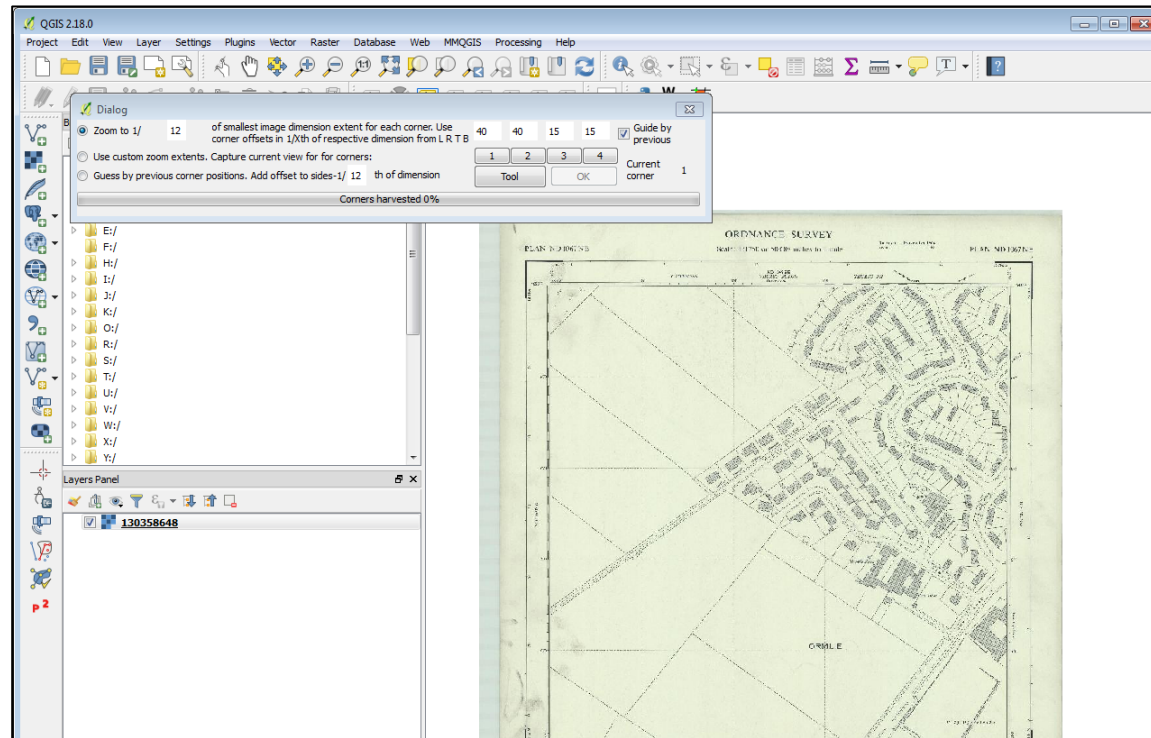 QGIS 2.18.0
Project Edit View Layer Settings Plugins Vector Raster Database Web MMQGIS Processing Help
Dialog
Zoom to 1/ 12 of smallest image dimension extent for each corner. Use corner offsets in 1/Xth of respective dimension from L R T B 40 40 15 15 Guide by previous
Use custom zoom extents. Capture current view for for corners: 1 2 3 4
Guess by previous corner positions. Add offset to sides-1/ 12 th of dimension Tool OK
Current corner 1
Corners harvested 0%
E:/
F:/
H:/
I:/
J:/
K:/
O:/
R:/
S:/
T:/
U:/
V:/
W:/
X:/
Y:/
Layers Panel
130358648
ORDNANCE SURVEY
PLAN
PLAN